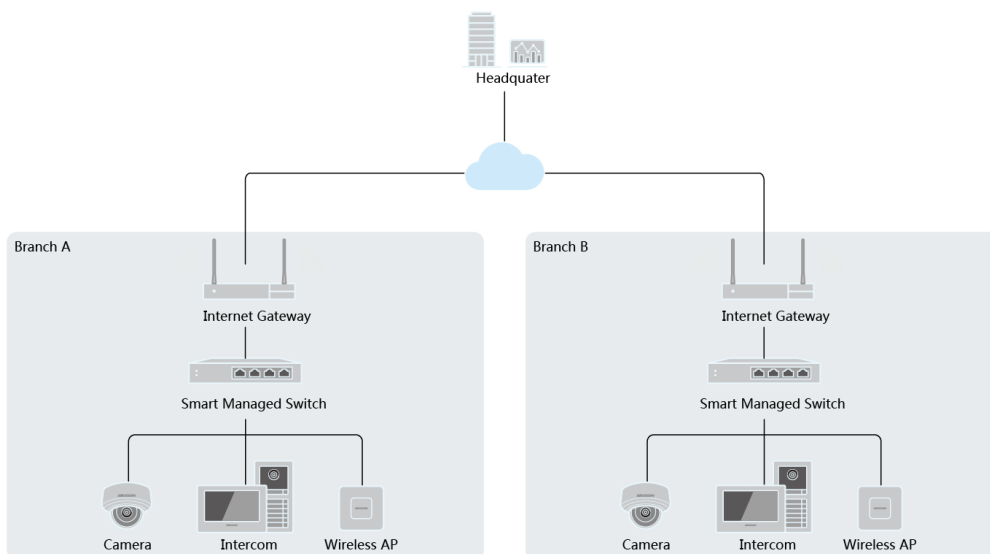 Headquater
Branch A
Branch B
Internet Gateway
Internet Gateway
Smart Managed Switch
Smart Managed Switch
Camera
Intercom
Wireless AP
Camera
Intercom
Wireless AP